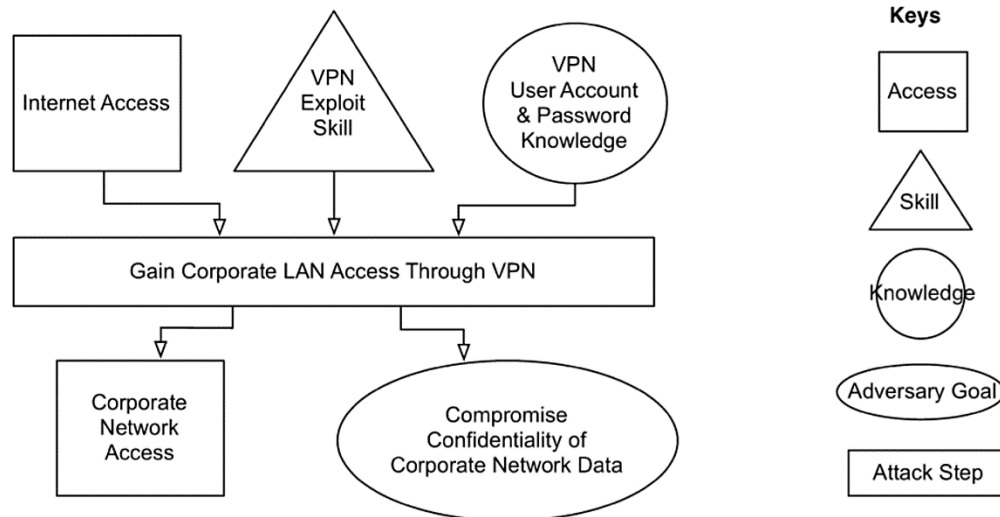 Keys
Internet Access
VPN
Exploit
Skill
VPN
User Account
& Password
Knowledge
Access
Skill
Gain Corporate LAN Access Through VPN
Knowledge
Corporate
Network
Access
Compromise
Confidentiality of
Corporate Network Data
Adversary Goal
Attack Step